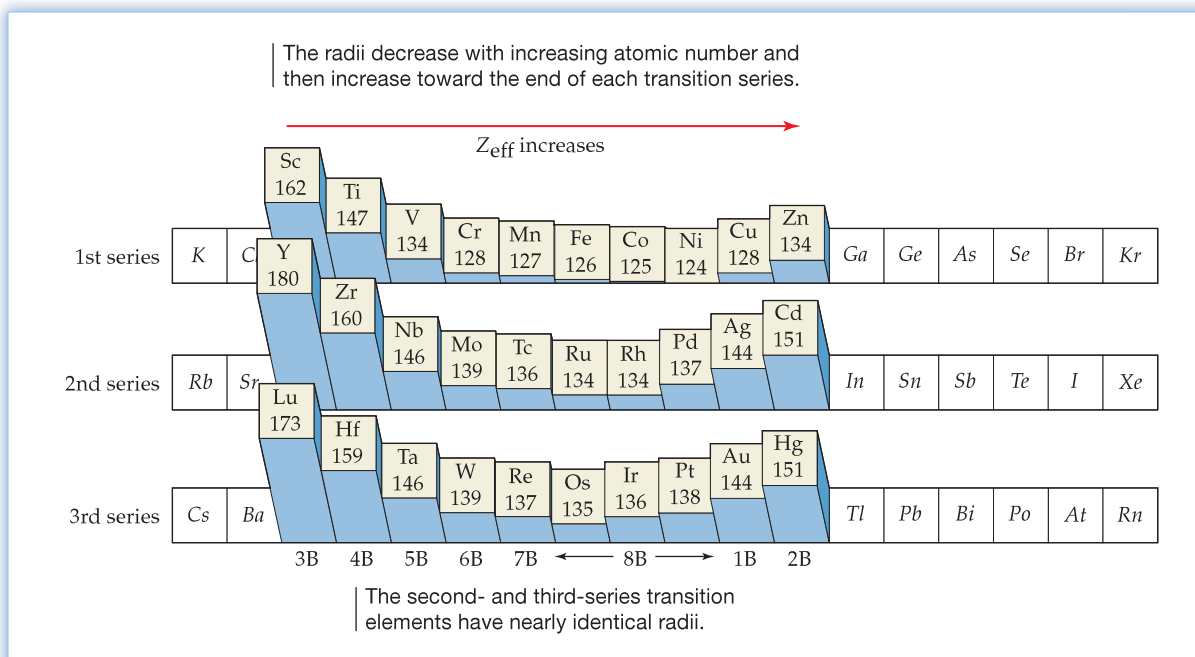 The radii decrease with increasing atomic number and
then increase toward the end of each transition series.
Zeff increases
1st series K C Sc 162 Ti 147 V 134 Cr 128 Mn 127 Fe 126 Co 125 Ni 124 Cu 128 Zn 134 Ga Ge As Se Br Kr
2nd series Rb Sr Y 180 Zr 160 Nb 146 Mo 139 Tc 136 Ru 134 Rh 134 Pd 137 Ag 144 Cd 151 In Sn Sb Te I Xe
3rd series Cs Ba Lu 173 Hf 159 Ta 146 W 139 Re 137 Os 135 Ir 136 Pt 138 Au 144 Hg 151 Tl Pb Bi Po At Rn
3B 4B 5B 6B 7B 8B 1B 2B
The second- and third-series transition
elements have nearly identical radii.